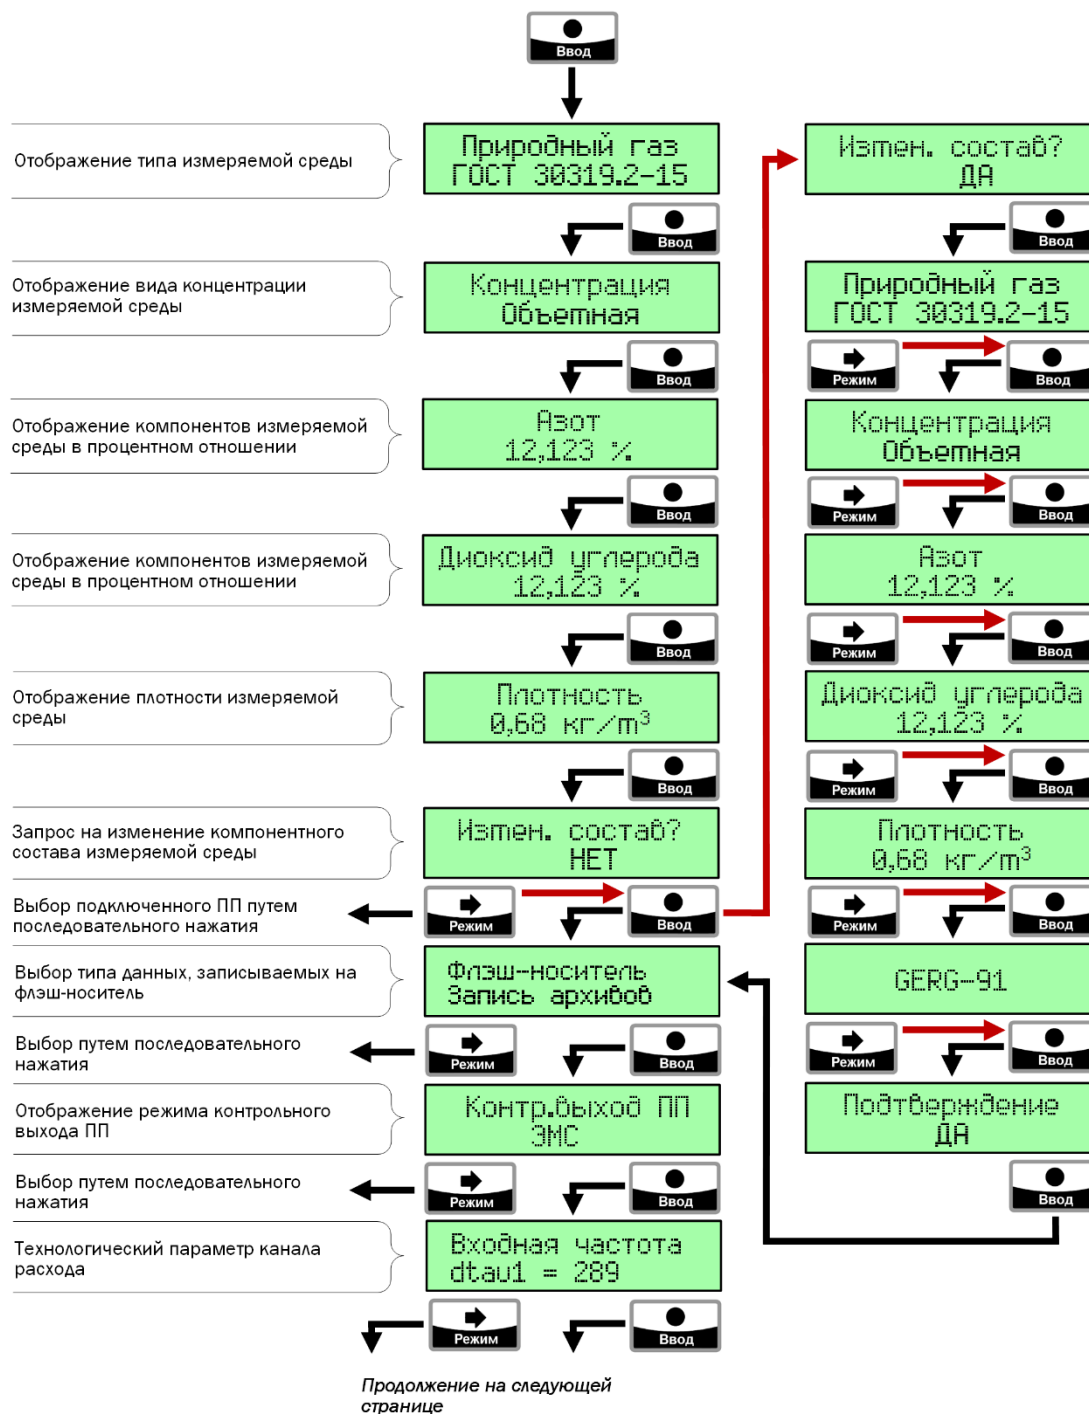 Ввод
Отображение типа измеряемой среды
Природный газ
ГОСТ 30319.2-15
Ввод
Отображение вида концентрации
измеряемой среды
Концентрация
Объемная
Ввод
Отображение компонентов измеряемой
среды в процентном отношении
Азот
12,123 %
Ввод
Отображение компонентов измеряемой
среды в процентном отношении
Диоксид углерода
12,123 %
Ввод
Отображение плотности измеряемой
среды
Плотность
0,68 кг/м³
Ввод
Запрос на изменение компонентного
состава измеряемой среды
Измен. состав?
НЕТ
Выбор подключенного ПП путем
последовательного нажатия
Режим
Ввод
Выбор типа данных, записываемых на
флэш-носитель
Флэш-носитель
Запись архивов
Выбор путем последовательного
нажатия
Режим
Ввод
Отображение режима контрольного
выхода ПП
Контр.выход ПП
ЭМС
Выбор путем последовательного
нажатия
Режим
Ввод
Технологический параметр канала
расхода
Входная частота
dtau1 = 289
Режим
Ввод
Продолжение на следующей
странице
Измен. состав?
ДА
Ввод
Природный газ
ГОСТ 30319.2-15
Режим
Ввод
Концентрация
Объемная
Режим
Ввод
Азот
12,123 %
Режим
Ввод
Диоксид углерода
12,123 %
Режим
Ввод
Плотность
0,68 кг/м³
Режим
Ввод
GERG-91
Режим
Ввод
Подтверждение
ДА
Ввод